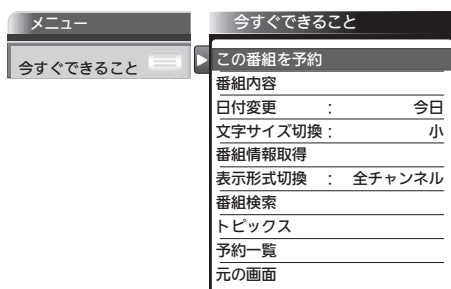 メニュー
今すぐできること
今すぐできること
この番組を予約
番組内容
日付変更 : 今日
文字サイズ切換 : 小
番組情報取得
表示形式切換 : 全チャンネル
番組検索
トピックス
予約一覧
元の画面